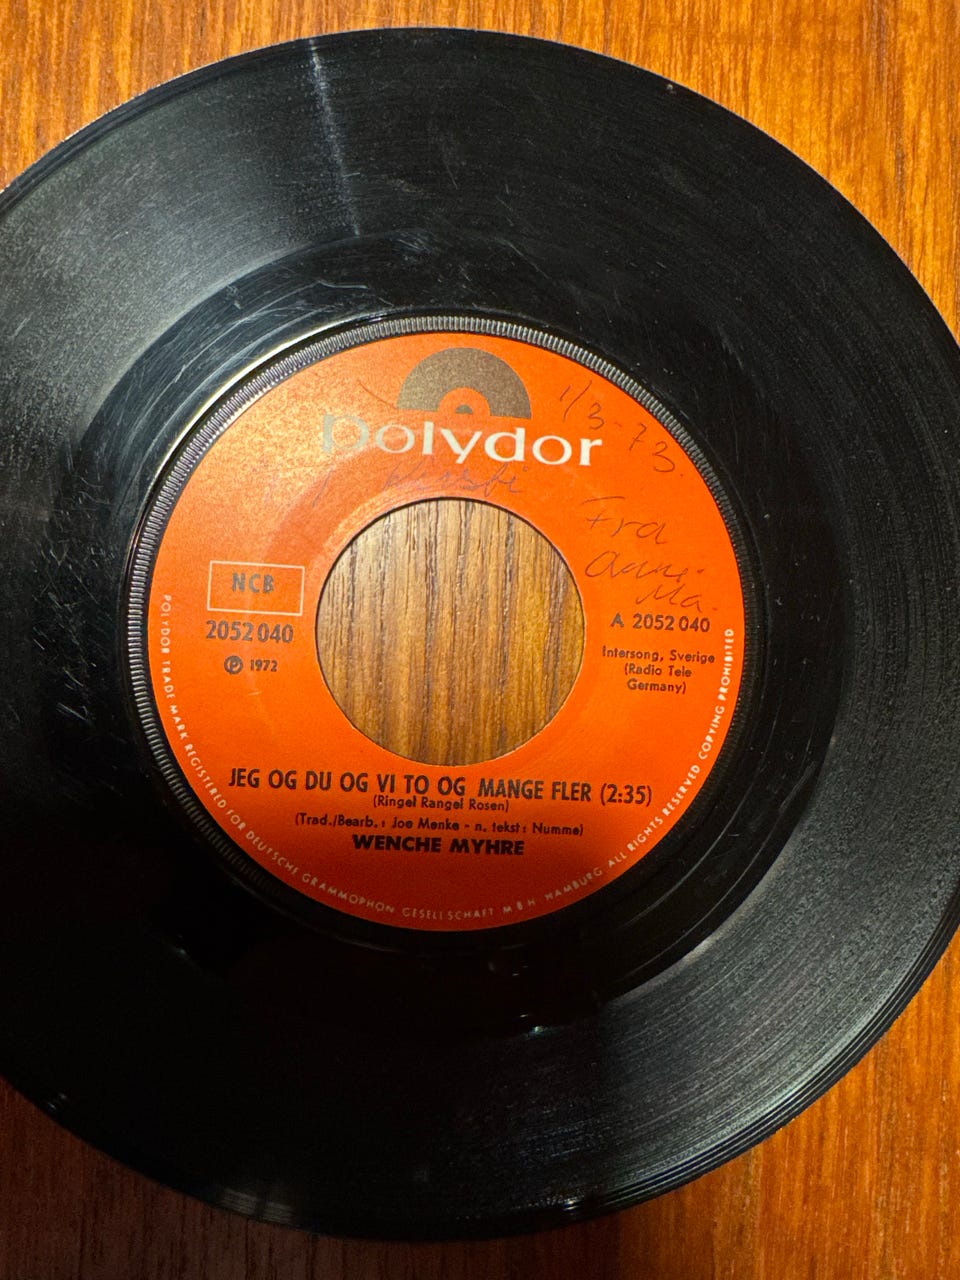 polydor
1/3-73.
Kirsti
Fra
NCB
2052 040
℗ 1972
A 2052 040
Intersong, Sverige
(Radio Tele
Germany)
JEG OG DU OG VI TO OG MANGE FLER (2:35)
(Ringel Rangel Rosen)
(Trad./Bearb.: Joe Menke - n. tekst: Numme)
WENCHE MYHRE
POLYDOR TRADE MARK REGISTERED FOR DEUTSCHE GRAMMOPHON GESELLSCHAFT M B H HAMBURG ALL RIGHTS RESERVED COPYING PROHIBITED